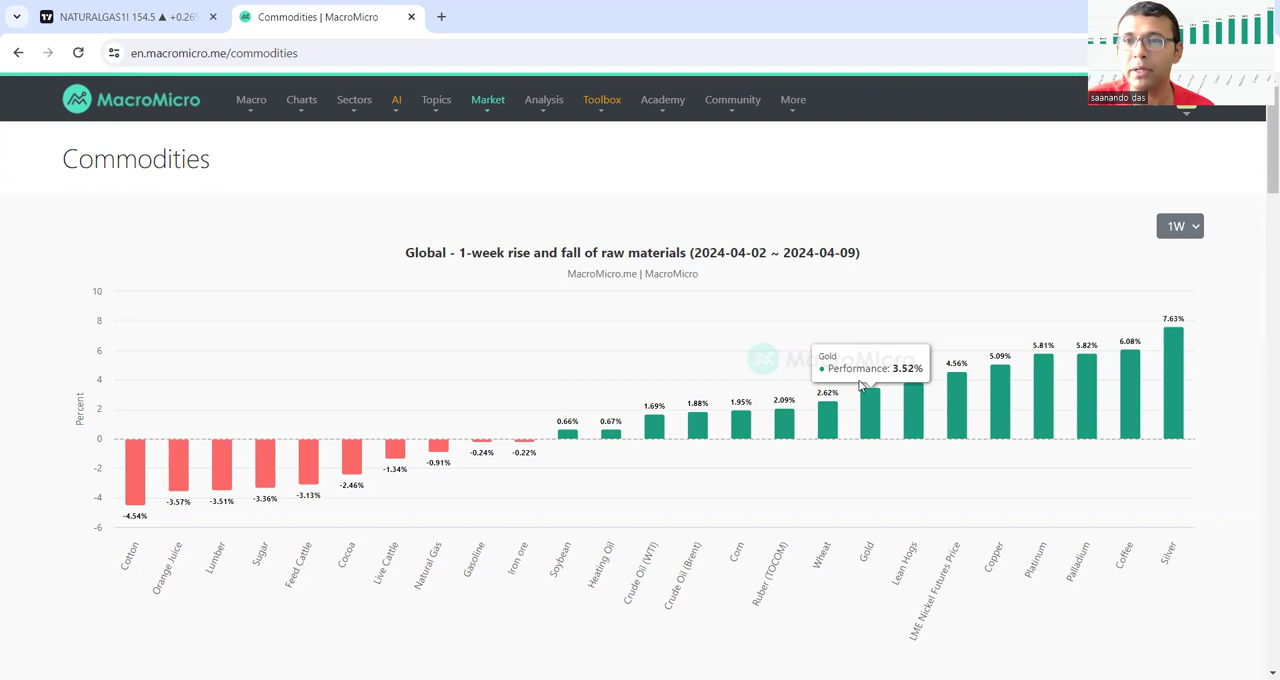 NATURALGAS1! 154.5 ▲ +0.26
Commodities | MacroMicro
en.macromicro.me/commodities
saanando das
MacroMicro
Macro
Charts
Sectors
AI
Topics
Market
Analysis
Toolbox
Academy
Community
More
Commodities
1W
Global - 1-week rise and fall of raw materials (2024-04-02 ~ 2024-04-09)
MacroMicro.me | MacroMicro
Percent
10
8
6
4
2
0
-2
-4
-6
-4.54%
-3.57%
-3.51%
-3.36%
-3.13%
-2.46%
-1.34%
-0.91%
-0.24%
-0.22%
0.66%
0.67%
1.69%
1.88%
1.95%
2.09%
2.62%
Gold
Performance: 3.52%
4.56%
5.09%
5.81%
5.82%
6.08%
7.63%
Cotton
Orange Juice
Lumber
Sugar
Feed Cattle
Cocoa
Live Cattle
Natural Gas
Gasoline
Iron ore
Soybean
Heating Oil
Crude Oil (WTI)
Crude Oil (Brent)
Corn
Ruber (TOCOM)
Wheat
Gold
Lean Hogs
LME Nickel Futures Price
Copper
Platinum
Palladium
Coffee
Silver